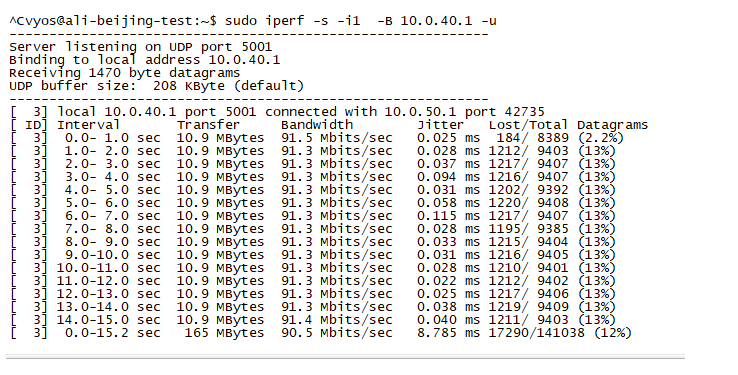 ^Cvyos@ali-beijing-test:~$ sudo iperf -s -i1  -B 10.0.40.1 -u
------------------------------------------------------------
Server listening on UDP port 5001
Binding to local address 10.0.40.1
Receiving 1470 byte datagrams
UDP buffer size:  208 KByte (default)
------------------------------------------------------------
[  3] local 10.0.40.1 port 5001 connected with 10.0.50.1 port 42735
[ ID] Interval       Transfer     Bandwidth        Jitter   Lost/Total Datagrams
[  3]  0.0- 1.0 sec  10.9 MBytes  91.5 Mbits/sec   0.025 ms  184/ 8389 (2.2%)
[  3]  1.0- 2.0 sec  10.9 MBytes  91.3 Mbits/sec   0.028 ms 1212/ 9403 (13%)
[  3]  2.0- 3.0 sec  10.9 MBytes  91.3 Mbits/sec   0.037 ms 1217/ 9407 (13%)
[  3]  3.0- 4.0 sec  10.9 MBytes  91.3 Mbits/sec   0.094 ms 1216/ 9407 (13%)
[  3]  4.0- 5.0 sec  10.9 MBytes  91.3 Mbits/sec   0.031 ms 1202/ 9392 (13%)
[  3]  5.0- 6.0 sec  10.9 MBytes  91.3 Mbits/sec   0.058 ms 1220/ 9408 (13%)
[  3]  6.0- 7.0 sec  10.9 MBytes  91.3 Mbits/sec   0.115 ms 1217/ 9407 (13%)
[  3]  7.0- 8.0 sec  10.9 MBytes  91.3 Mbits/sec   0.028 ms 1195/ 9385 (13%)
[  3]  8.0- 9.0 sec  10.9 MBytes  91.3 Mbits/sec   0.033 ms 1215/ 9404 (13%)
[  3]  9.0-10.0 sec  10.9 MBytes  91.3 Mbits/sec   0.031 ms 1216/ 9405 (13%)
[  3] 10.0-11.0 sec  10.9 MBytes  91.3 Mbits/sec   0.028 ms 1210/ 9401 (13%)
[  3] 11.0-12.0 sec  10.9 MBytes  91.3 Mbits/sec   0.022 ms 1212/ 9402 (13%)
[  3] 12.0-13.0 sec  10.9 MBytes  91.3 Mbits/sec   0.025 ms 1217/ 9406 (13%)
[  3] 13.0-14.0 sec  10.9 MBytes  91.3 Mbits/sec   0.038 ms 1219/ 9409 (13%)
[  3] 14.0-15.0 sec  10.9 MBytes  91.4 Mbits/sec   0.040 ms 1211/ 9403 (13%)
[  3]  0.0-15.2 sec   165 MBytes  90.5 Mbits/sec   8.785 ms 17290/141038 (12%)